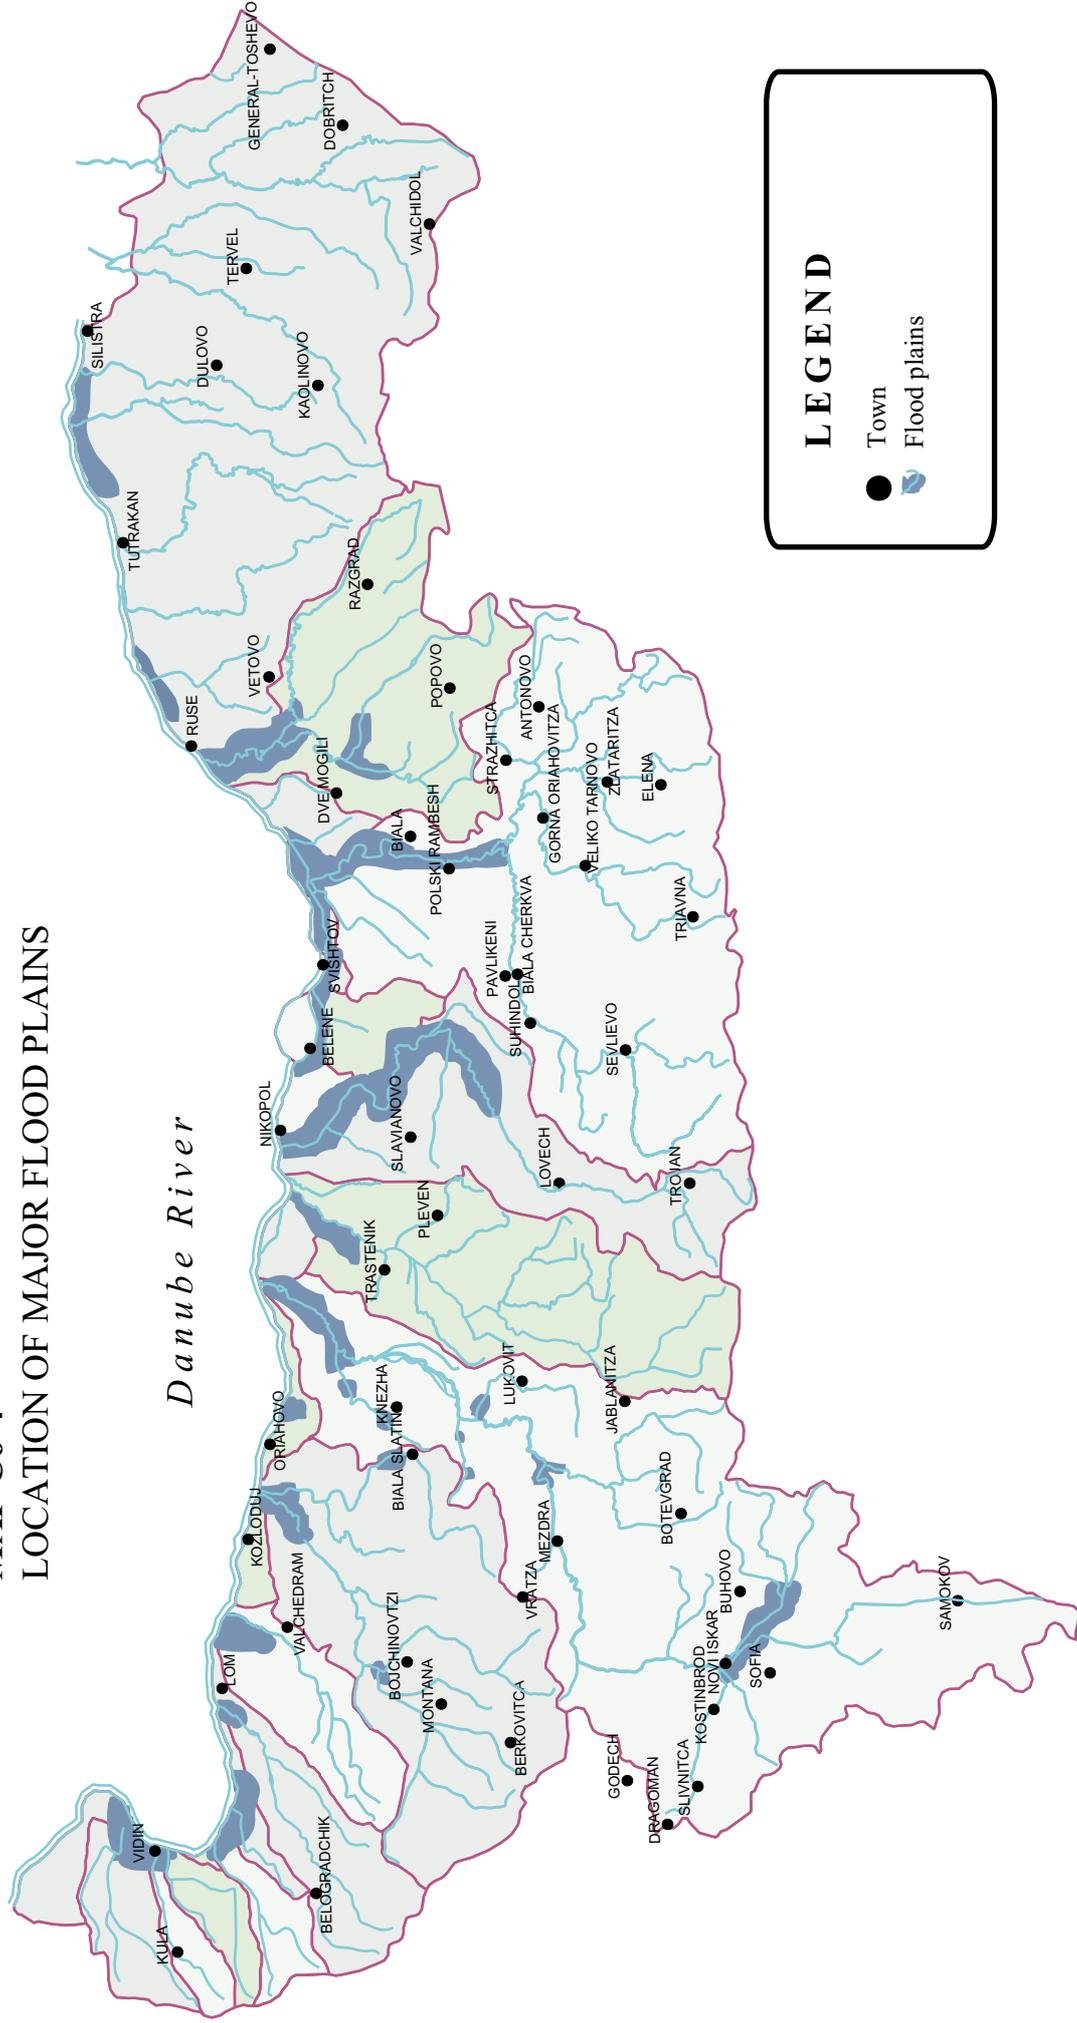 LOCATION OF MAJOR FLOOD PLAINS
Danube River
VIDIN
KULA
BELOGRADCHIK
LOM
VALCHEDRAM
KOZLODUJ
ORIAHOVO
BOJCHINOVTZI
MONTANA
BERKOVITCA
BIALA SLATIN
KNEZHA
VRATZA
MEZDRA
LUKOVIT
JABLANITZA
BOTEVGRAD
GODECH
DRAGOMAN
SLIVNITCA
KOSTINBROD
NOVI ISKAR
BUHOVO
SOFIA
SAMOKOV
TRASTENIK
PLEVEN
NIKOPOL
SLAVIANOVO
LOVECH
TROJAN
BELENE
SVISHTOV
PAVLIKENI
BIALA CHERKVA
SUHINDOL
SEVLIEVO
TRIAVNA
BIALA
POLSKI RAMBESH
DVE MOGILI
STRAZHITCA
ANTONOVO
GORNA ORIAHOVITZA
VELIKO TARNOVO
ZLATARITZA
ELENA
RUSE
VETOVO
POPOVO
RAZGRAD
TUTRAKAN
SILISTRA
DULOVO
KAOLINOVO
TERVEL
VALCHIDOL
DOBRITCH
GENERAL-TOSHEVO
LEGEND
Town
Flood plains